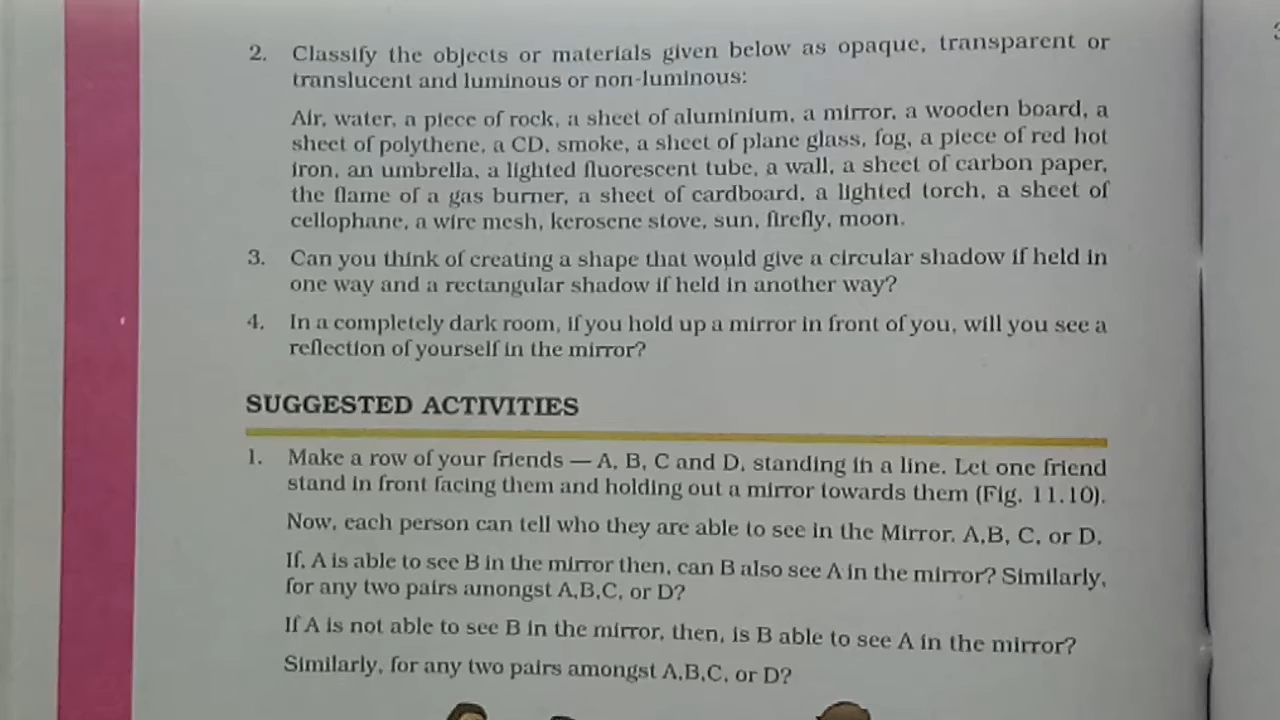 2. Classify the objects or materials given below as opaque, transparent or
translucent and luminous or non-luminous:
Air, water, a piece of rock, a sheet of aluminium, a mirror, a wooden board, a
sheet of polythene, a CD, smoke, a sheet of plane glass, fog, a piece of red hot
iron, an umbrella, a lighted fluorescent tube, a wall, a sheet of carbon paper,
the flame of a gas burner, a sheet of cardboard, a lighted torch, a sheet of
cellophane, a wire mesh, kerosene stove, sun, firefly, moon.
3. Can you think of creating a shape that would give a circular shadow if held in
one way and a rectangular shadow if held in another way?
4. In a completely dark room, if you hold up a mirror in front of you, will you see a
reflection of yourself in the mirror?
SUGGESTED ACTIVITIES
1. Make a row of your friends — A, B, C and D, standing in a line. Let one friend
stand in front facing them and holding out a mirror towards them (Fig. 11.10).
Now, each person can tell who they are able to see in the Mirror. A,B, C, or D.
If, A is able to see B in the mirror then, can B also see A in the mirror? Similarly,
for any two pairs amongst A,B,C, or D?
If A is not able to see B in the mirror, then, is B able to see A in the mirror?
Similarly, for any two pairs amongst A,B,C, or D?